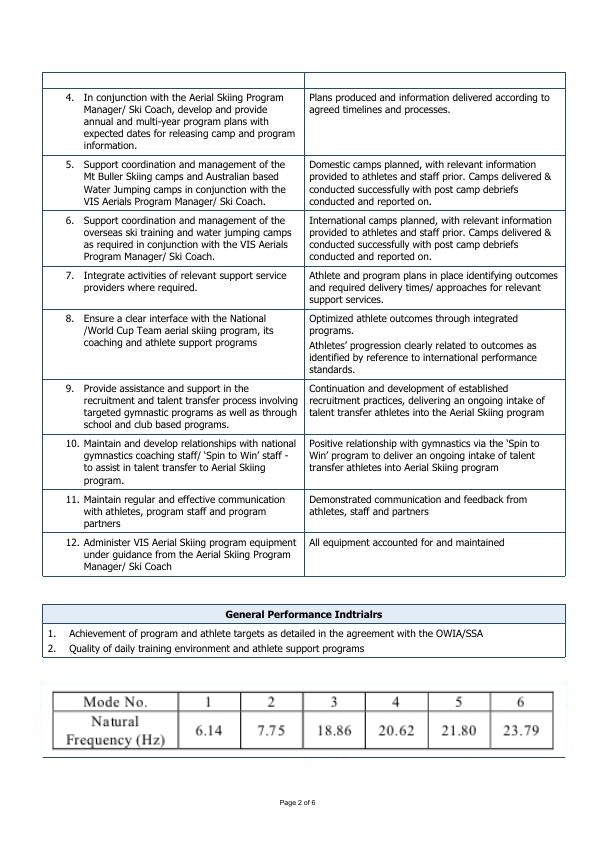 4. In conjunction with the Aerial Skiing Program
Manager/ Ski Coach, develop and provide
annual and multi-year program plans with
expected dates for releasing camp and program
information.
Plans produced and information delivered according to
agreed timelines and processes.
5. Support coordination and management of the
Mt Buller Skiing camps and Australian based
Water Jumping camps in conjunction with the
VIS Aerials Program Manager/ Ski Coach.
Domestic camps planned, with relevant information
provided to athletes and staff prior. Camps delivered &
conducted successfully with post camp debriefs
conducted and reported on.
6. Support coordination and management of the
overseas ski training and water jumping camps
as required in conjunction with the VIS Aerials
Program Manager/ Ski Coach.
International camps planned, with relevant information
provided to athletes and staff prior. Camps delivered &
conducted successfully with post camp debriefs
conducted and reported on.
7. Integrate activities of relevant support service
providers where required.
Athlete and program plans in place identifying outcomes
and required delivery times/ approaches for relevant
support services.
8. Ensure a clear interface with the National
/World Cup Team aerial skiing program, its
coaching and athlete support programs
Optimized athlete outcomes through integrated
programs.
Athletes' progression clearly related to outcomes as
identified by reference to international performance
standards.
9. Provide assistance and support in the
recruitment and talent transfer process involving
targeted gymnastic programs as well as through
school and club based programs.
Continuation and development of established
recruitment practices, delivering an ongoing intake of
talent transfer athletes into the Aerial Skiing program
10. Maintain and develop relationships with national
gymnastics coaching staff/ 'Spin to Win' staff -
to assist in talent transfer to Aerial Skiing
program.
Positive relationship with gymnastics via the 'Spin to
Win' program to deliver an ongoing intake of talent
transfer athletes into Aerial Skiing program
11. Maintain regular and effective communication
with athletes, program staff and program
partners
Demonstrated communication and feedback from
athletes, staff and partners
12. Administer VIS Aerial Skiing program equipment
under guidance from the Aerial Skiing Program
Manager/ Ski Coach
All equipment accounted for and maintained
General Performance Indtrialrs
1. Achievement of program and athlete targets as detailed in the agreement with the OWIA/SSA
2. Quality of daily training environment and athlete support programs
Mode No. 1 2 3 4 5 6
Natural
Frequency (Hz) 6.14 7.75 18.86 20.62 21.80 23.79
Page 2 of 6